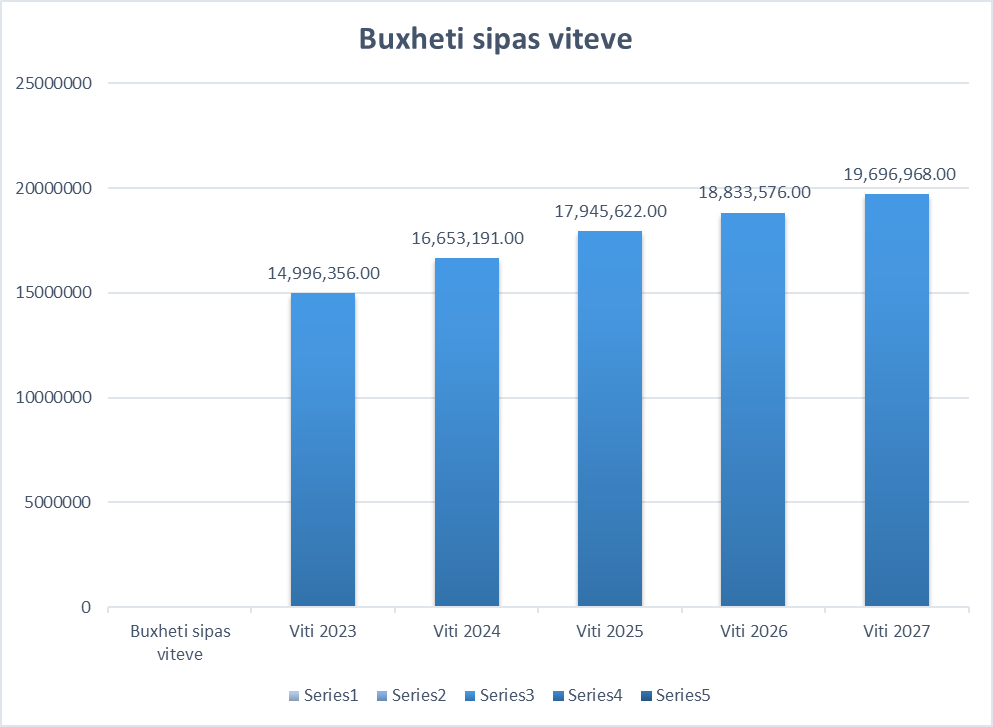 Buxheti sipas viteve
25000000
20000000
15000000
10000000
5000000
0
14,996,356.00
16,653,191.00
17,945,622.00
18,833,576.00
19,696,968.00
Buxheti sipas
viteve
Viti 2023
Viti 2024
Viti 2025
Viti 2026
Viti 2027
Series1 Series2 Series3 Series4 Series5